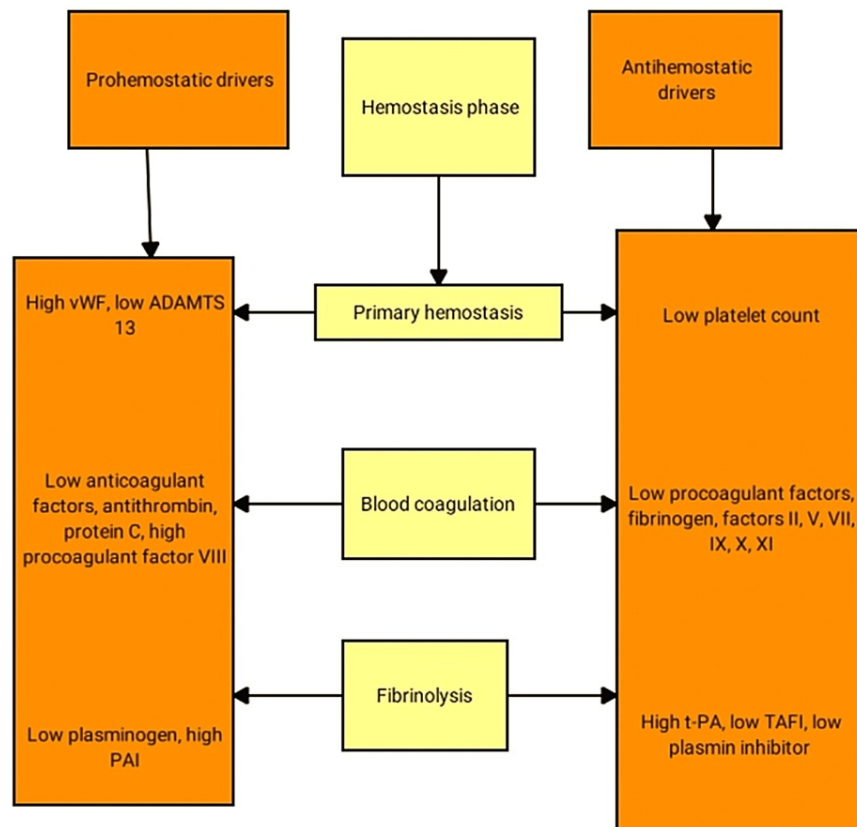 Prohemostatic drivers
Hemostasis phase
Antihemostatic
drivers
High vWF, low ADAMTS
13
Primary hemostasis
Low platelet count
Low anticoagulant
factors, antithrombin,
protein C, high
procoagulant factor VIII
Blood coagulation
Low procoagulant factors,
fibrinogen, factors II, V, VII,
IX, X, XI
Low plasminogen, high
PAI
Fibrinolysis
High t-PA, low TAFI, low
plasmin inhibitor